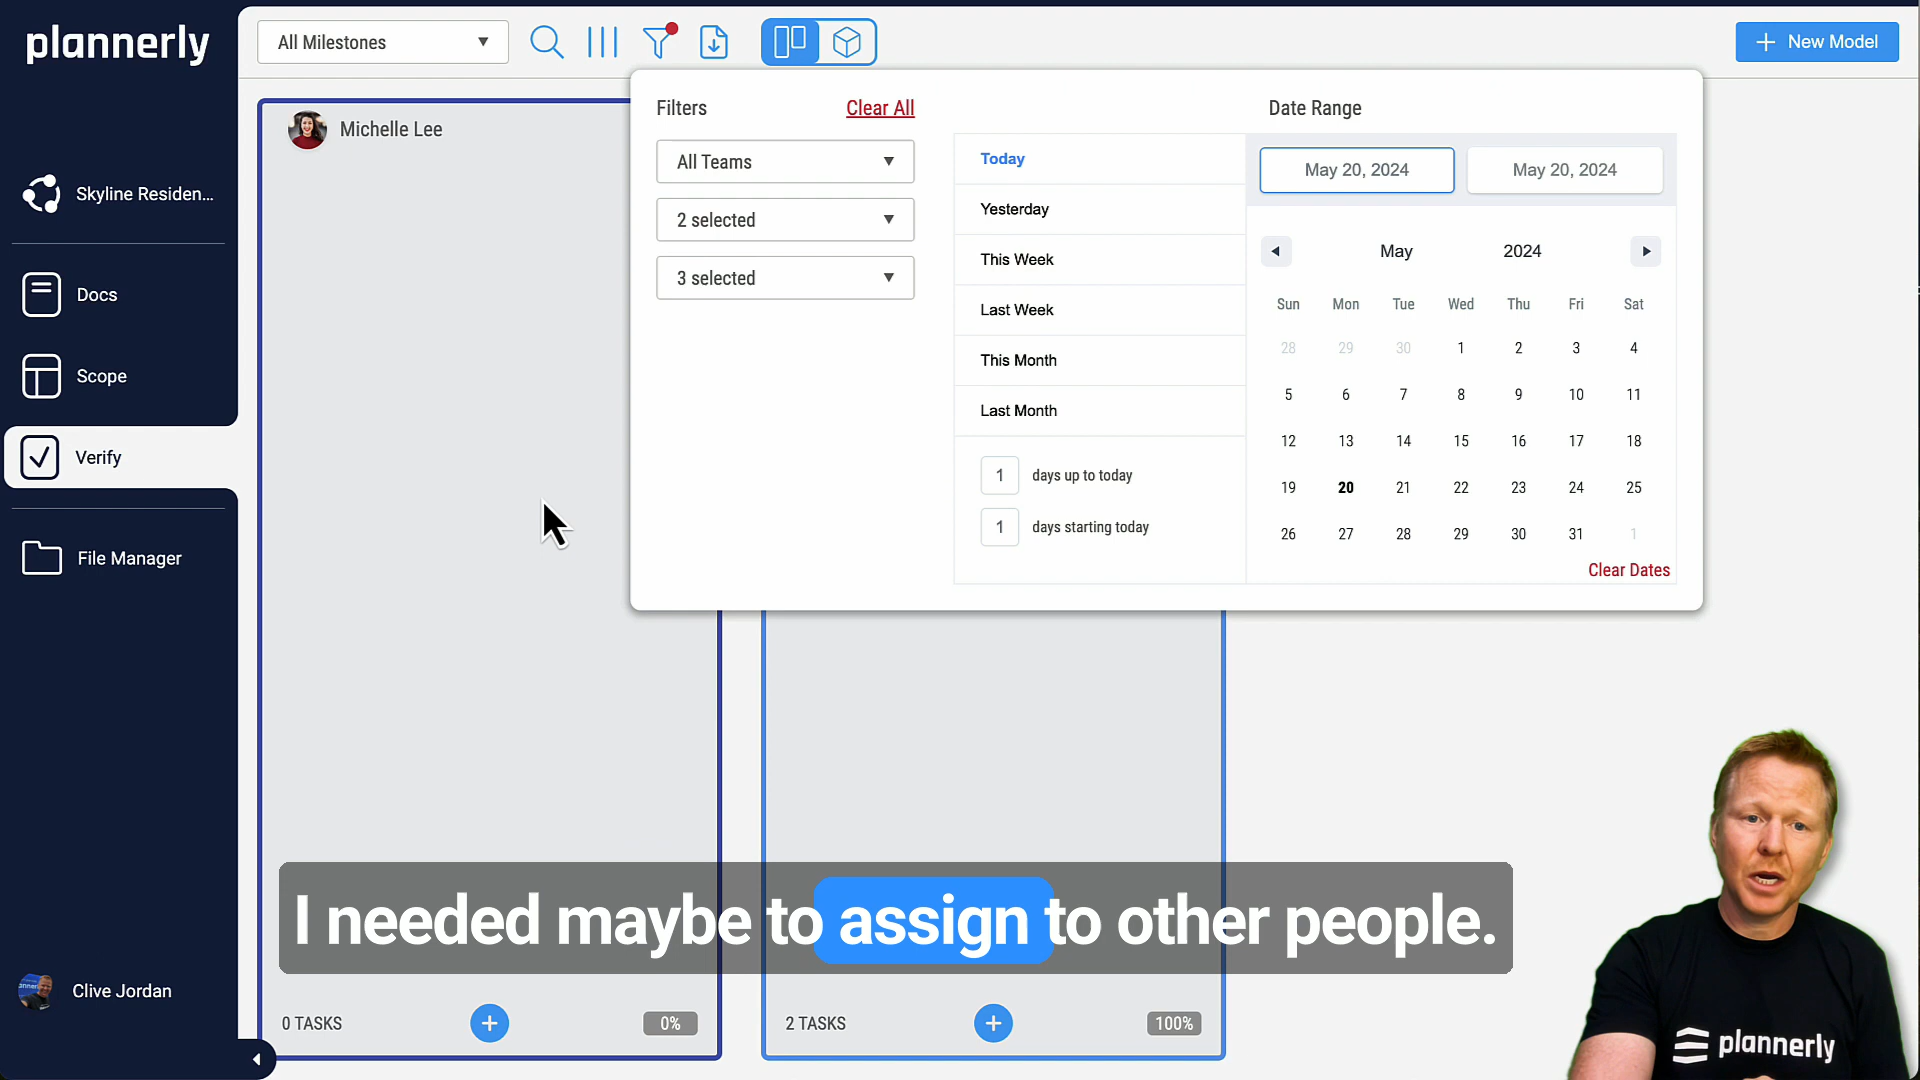 plannerly
All Milestones
New Model
Michelle Lee
Filters
Clear All
Date Range
All Teams
2 selected
3 selected
Today
Yesterday
This Week
Last Week
This Month
Last Month
1 days up to today
1 days starting today
May 20, 2024
May 20, 2024
May 2024
Sun Mon Tue Wed Thu Fri Sat
28 29 30 1 2 3 4
5 6 7 8 9 10 11
12 13 14 15 16 17 18
19 20 21 22 23 24 25
26 27 28 29 30 31 1
Clear Dates
Skyline Residen...
Docs
Scope
Verify
File Manager
Clive Jordan
I needed maybe to assign to other people.
0 TASKS
0%
2 TASKS
100%
plannerly